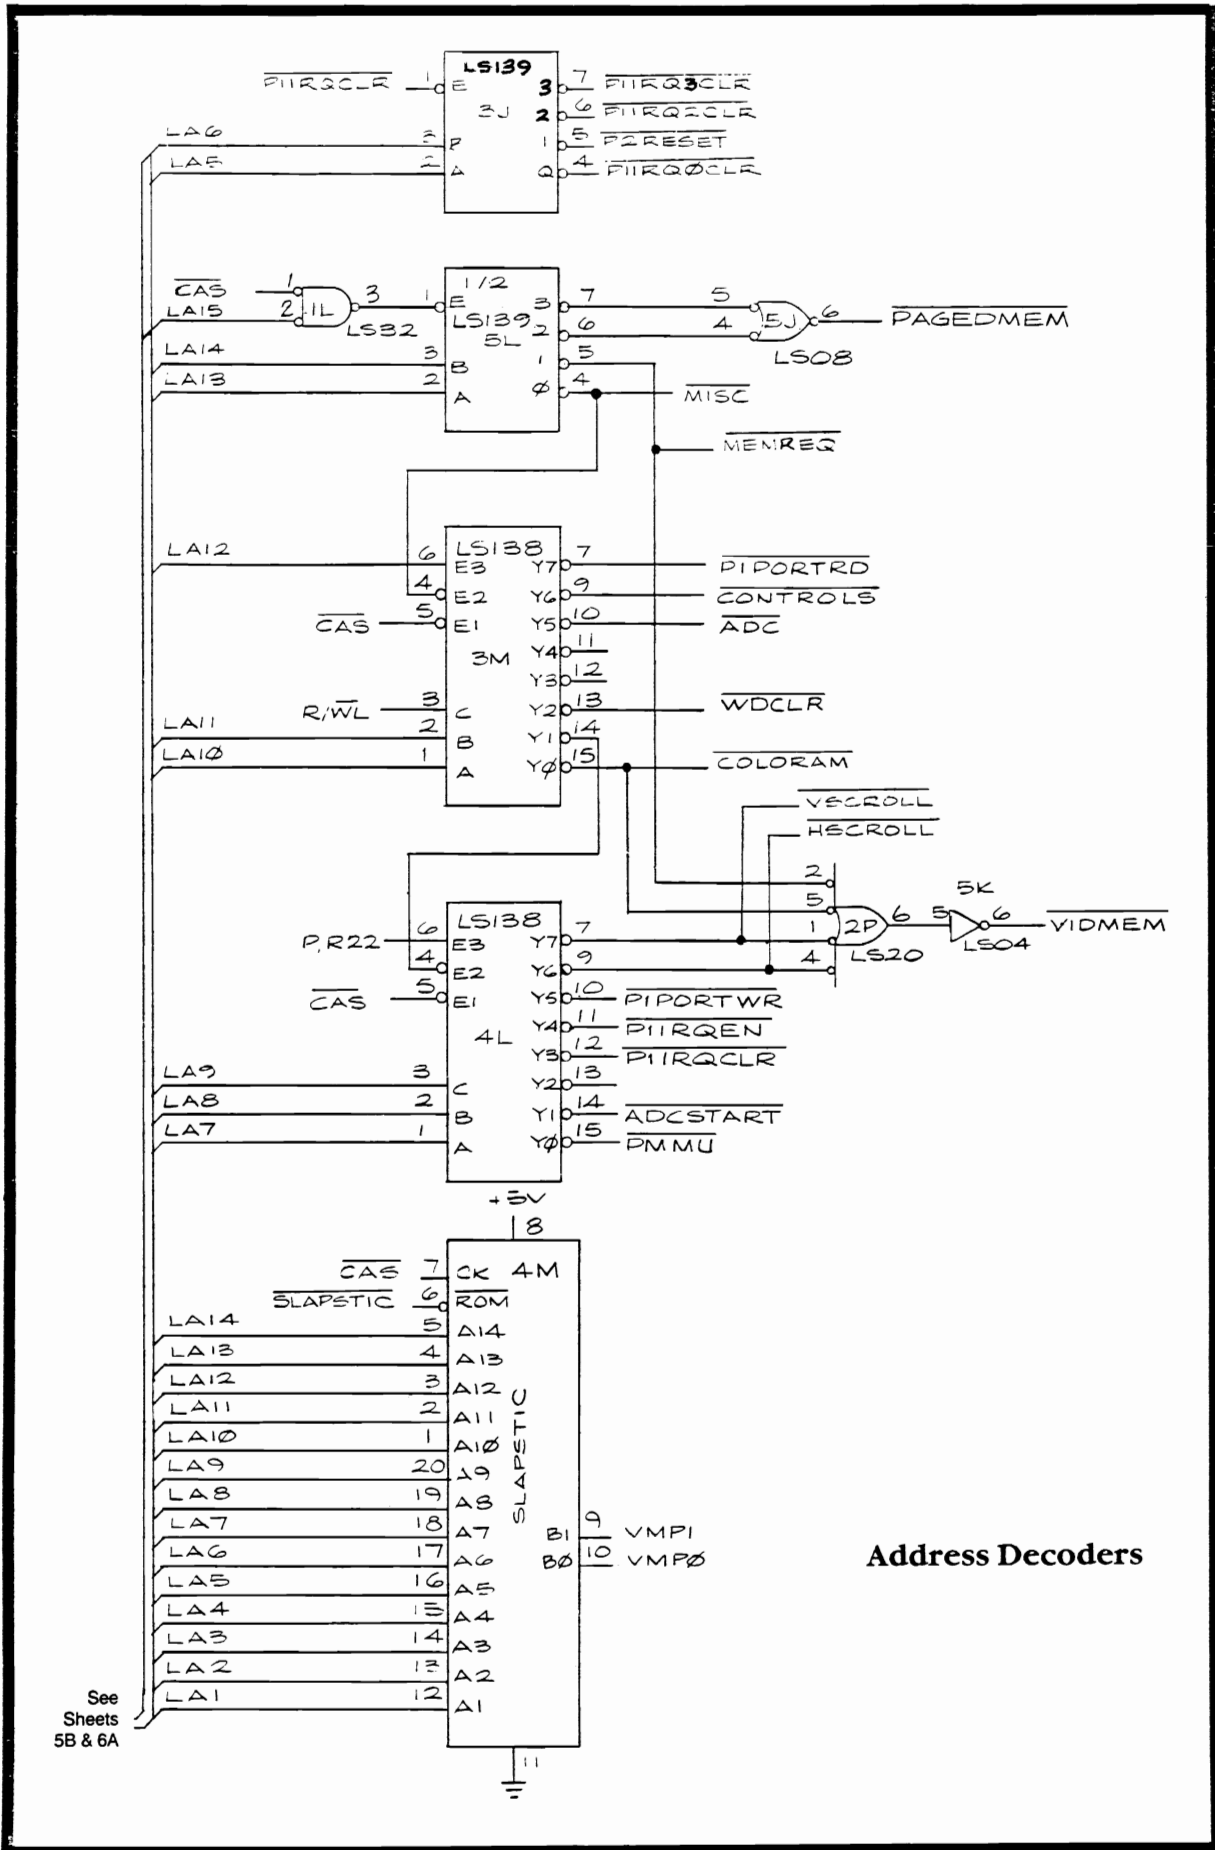 LS139
P1IRQCLR 1 E 3 7 P1IRQ3CLR
3J 2 6 P1IRQ2CLR
LA6 3 B 1 5 P2RESET
LA5 2 A 0 4 P1IRQ0CLR
1/2
CAS 1 3 1 E 3 7 5 6 PAGEDMEM
LA15 2 1L LS32 LS139 2 6 4 5J
5L LS08
LA14 3 B 1 5
LA13 2 A Ø 4 MISC
MEMREQ
LS138
LA12 6 E3 Y7 7 P1PORTRD
4 E2 Y6 9 CONTROLS
CAS 5 E1 Y5 10 ADC
3M Y4 11
Y3 12
R/WL 3 C Y2 13 WDCLR
LA11 2 B Y1 14
LA10 1 A YØ 15 COLORAM
VSCROLL
HSCROLL
2
5K
5
LS138
P,R22 6 E3 Y7 7 1 2P 6 5 6 VIDMEM
LS20 LS04
4 E2 Y6 9 4
CAS 5 E1 Y5 10 P1PORTWR
4L Y4 11 P1IRQEN
Y3 12 P1IRQCLR
LA9 3 C Y2 13
LA8 2 B Y1 14 ADCSTART
LA7 1 A YØ 15 PMMU
+5V
8
CAS 7 CK 4M
SLAPSTIC 6 ROM
LA14 5 A14
LA13 4 A13
LA12 3 A12
LA11 2 A11
LA1Ø 1 A1Ø
LA9 20 A9
LA8 19 A8
SLAPSTIC
LA7 18 A7 B1 9 VMP1
LA6 17 A6 BØ 10 VMPØ
Address Decoders
LA5 16 A5
LA4 15 A4
LA3 14 A3
LA2 13 A2
LA1 12 A1
11
See
Sheets
5B & 6A